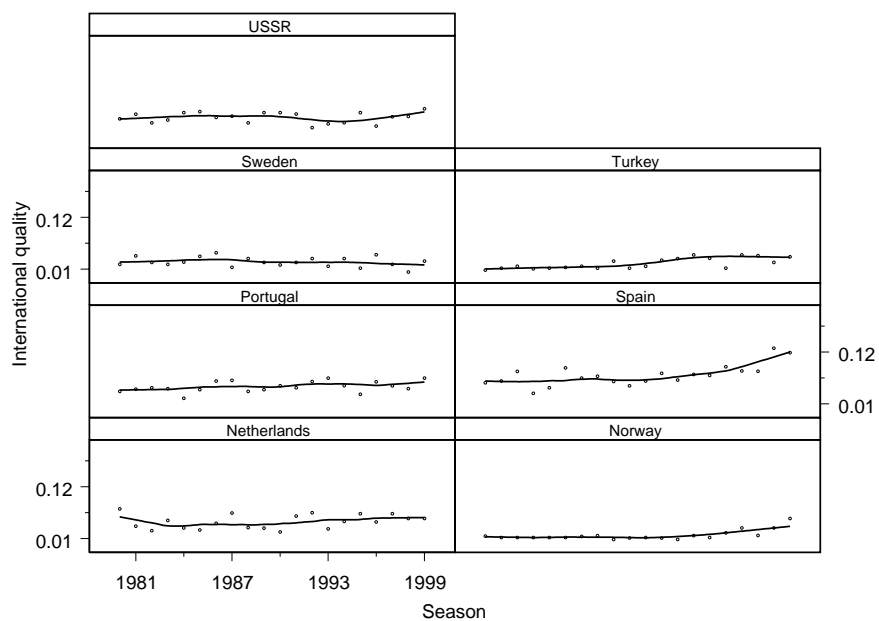 USSR
Sweden
Turkey
0.12
0.01
Portugal
Spain
0.12
0.01
Netherlands
Norway
0.12
0.01
1981
1987
1993
1999
International quality
Season